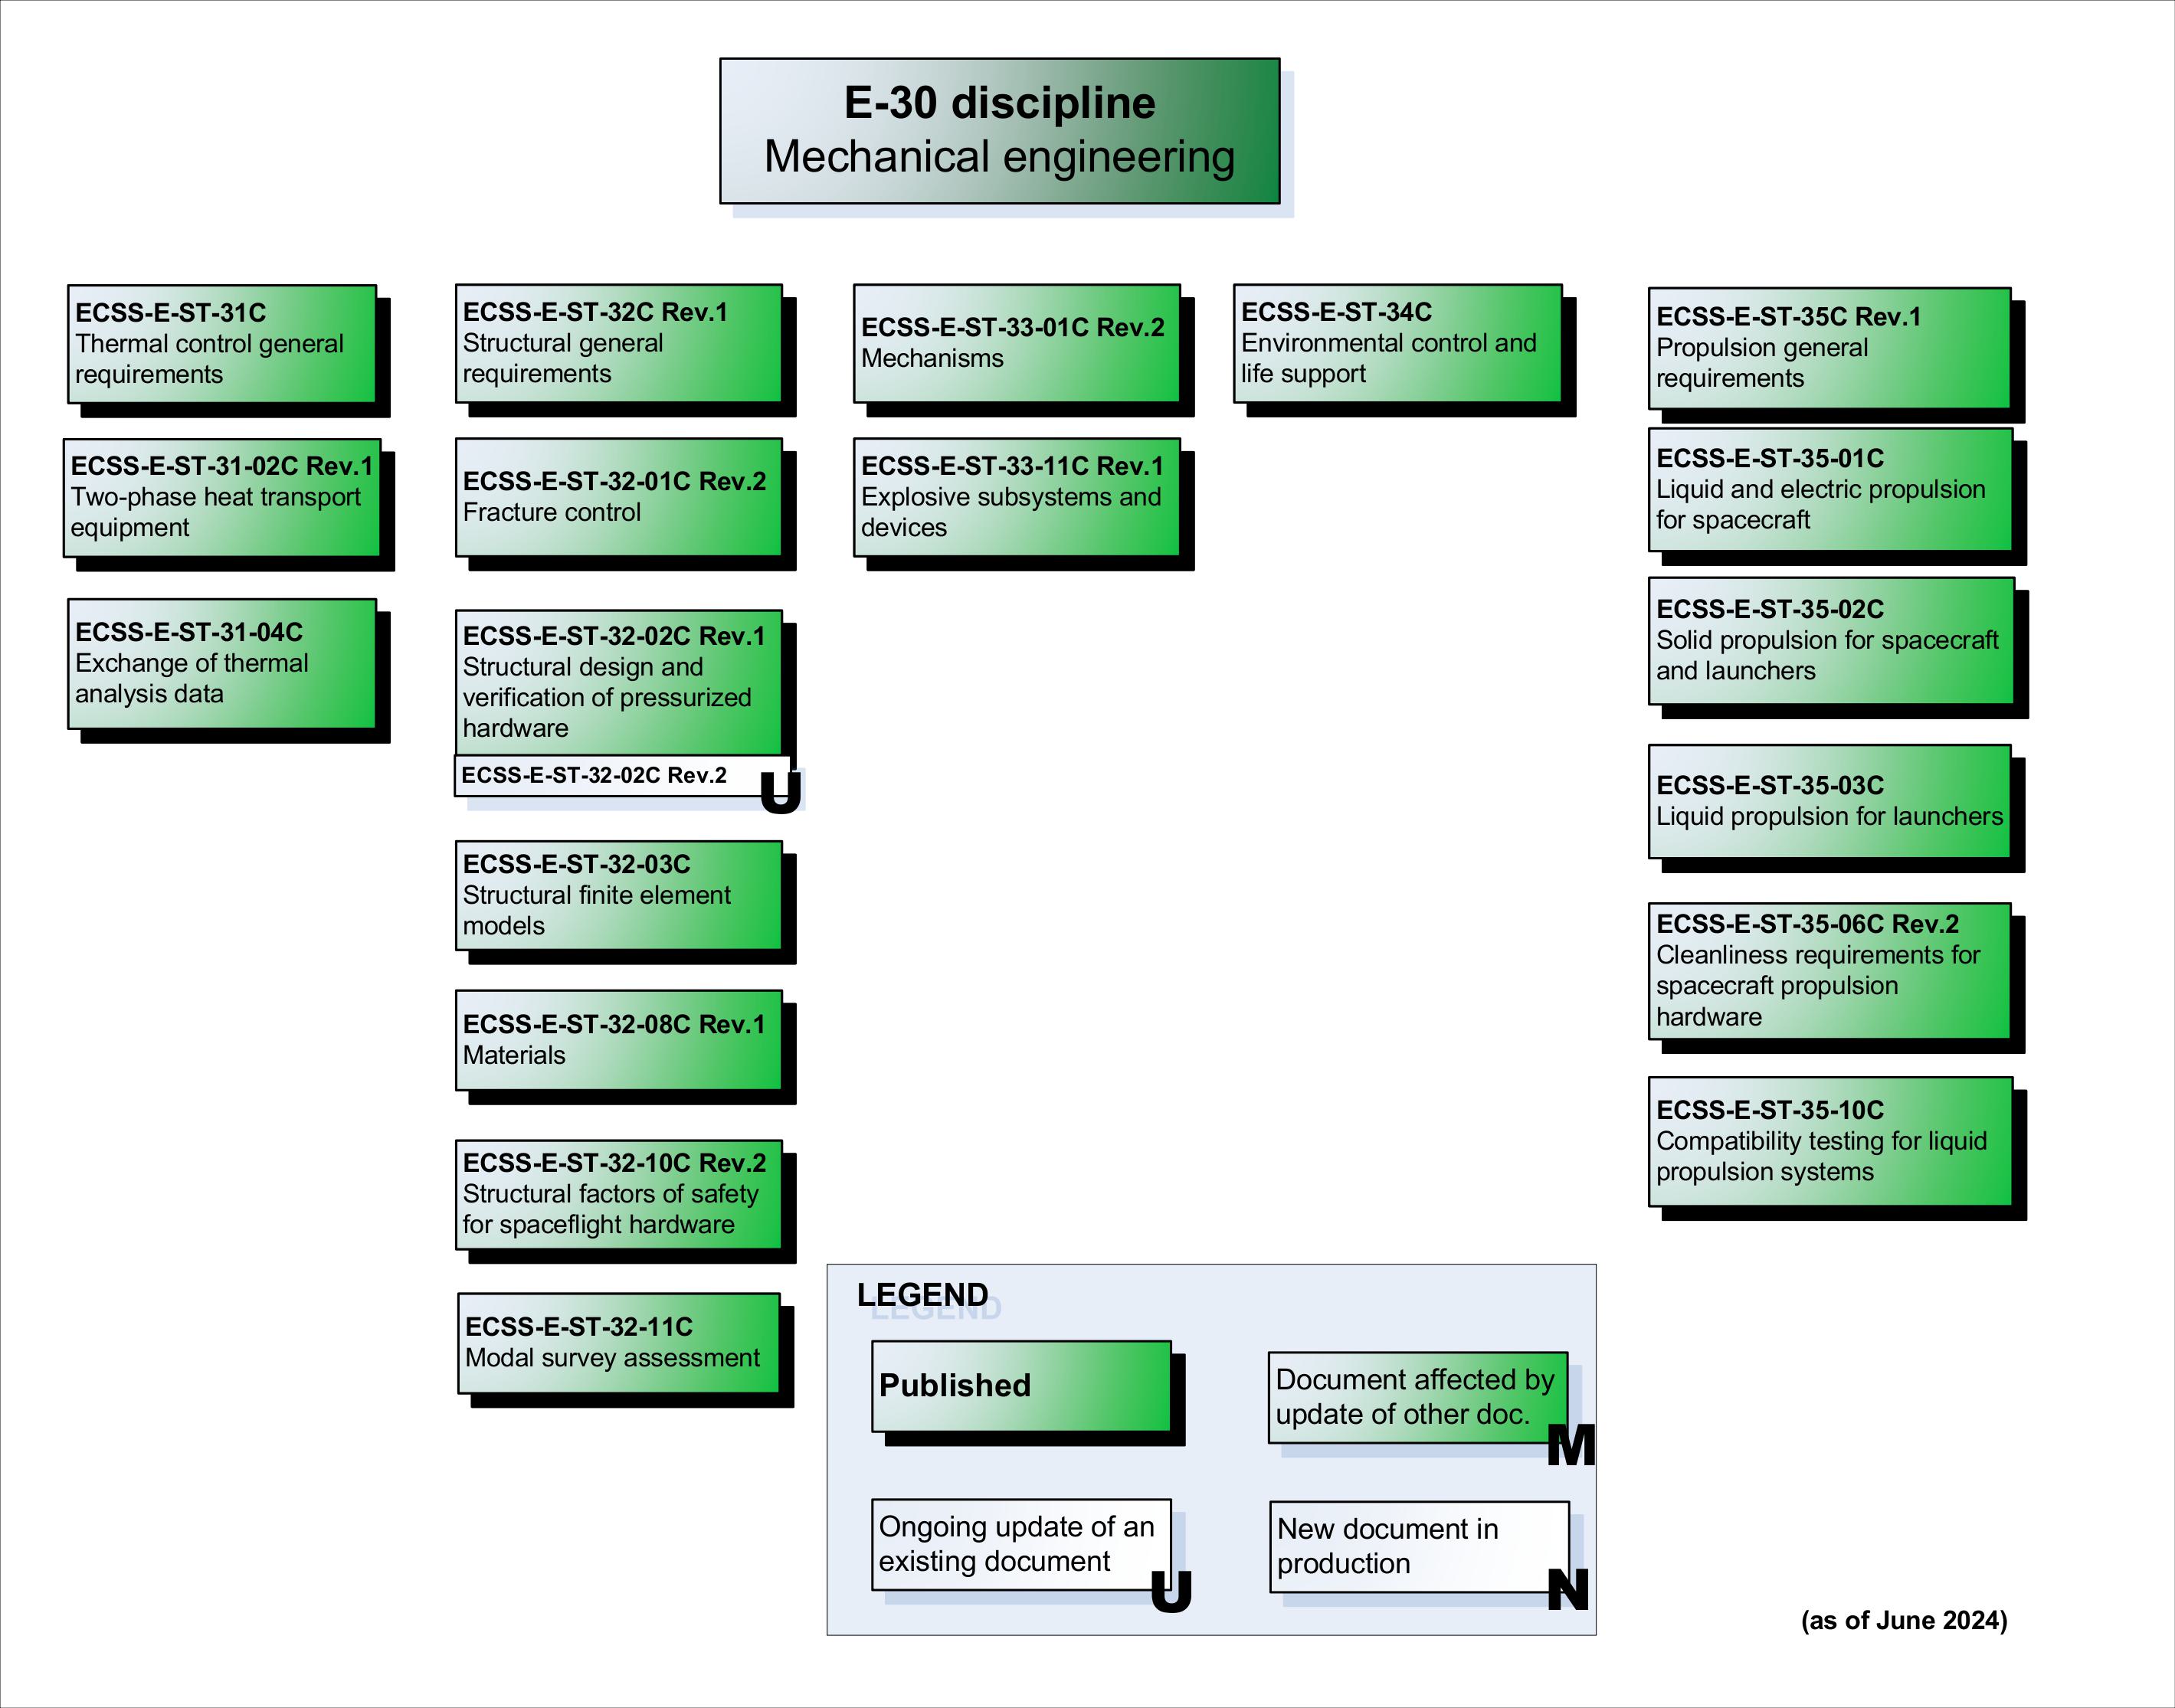 E-30 discipline
Mechanical engineering
ECSS-E-ST-31C
Thermal control general
requirements
ECSS-E-ST-31-02C Rev.1
Two-phase heat transport
equipment
ECSS-E-ST-31-04C
Exchange of thermal
analysis data
ECSS-E-ST-32C Rev.1
Structural general
requirements
ECSS-E-ST-32-01C Rev.2
Fracture control
ECSS-E-ST-32-02C Rev.1
Structural design and
verification of pressurized
hardware
ECSS-E-ST-32-02C Rev.2
U
ECSS-E-ST-32-03C
Structural finite element
models
ECSS-E-ST-32-08C Rev.1
Materials
ECSS-E-ST-32-10C Rev.2
Structural factors of safety
for spaceflight hardware
ECSS-E-ST-32-11C
Modal survey assessment
ECSS-E-ST-33-01C Rev.2
Mechanisms
ECSS-E-ST-33-11C Rev.1
Explosive subsystems and
devices
ECSS-E-ST-34C
Environmental control and
life support
ECSS-E-ST-35C Rev.1
Propulsion general
requirements
ECSS-E-ST-35-01C
Liquid and electric propulsion
for spacecraft
ECSS-E-ST-35-02C
Solid propulsion for spacecraft
and launchers
ECSS-E-ST-35-03C
Liquid propulsion for launchers
ECSS-E-ST-35-06C Rev.2
Cleanliness requirements for
spacecraft propulsion
hardware
ECSS-E-ST-35-10C
Compatibility testing for liquid
propulsion systems
LEGEND
Published
Document affected by
update of other doc.
M
Ongoing update of an
existing document
U
New document in
production
N
(as of June 2024)